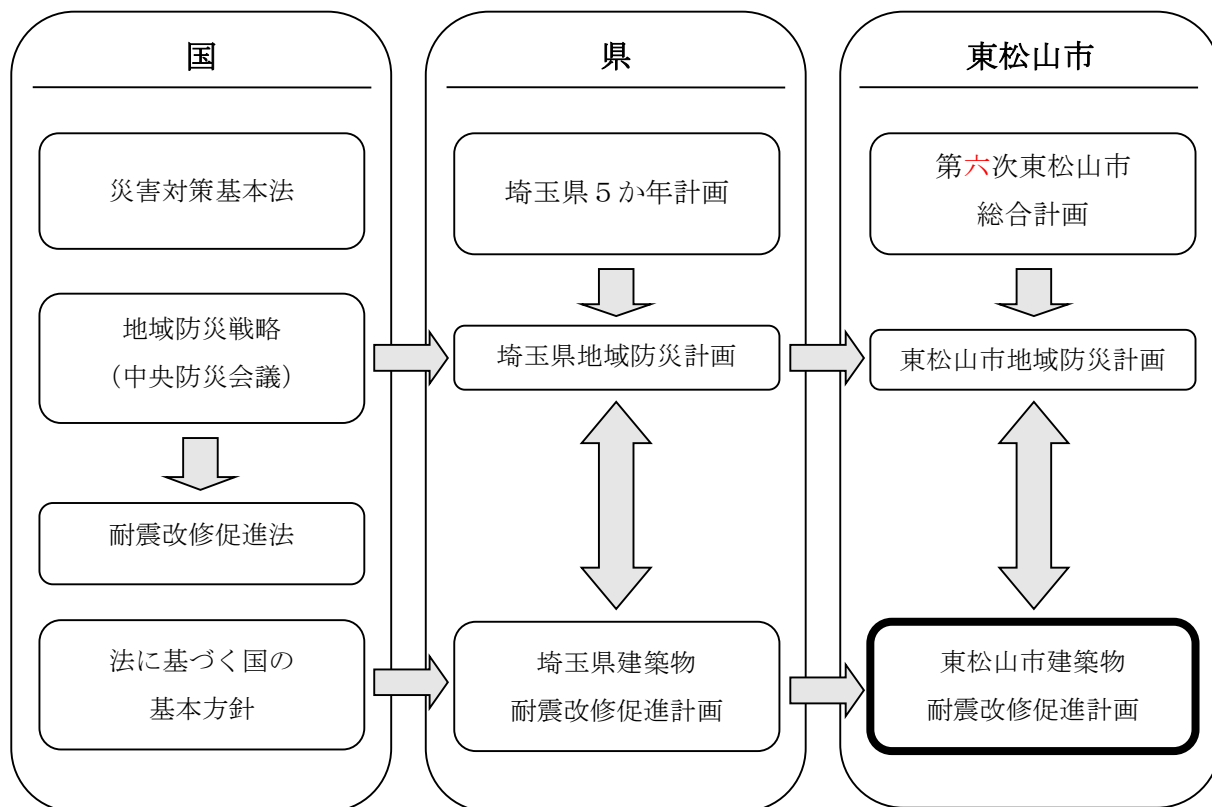 国
災害対策基本法
地域防災戦略
(中央防災会議)
耐震改修促進法
法に基づく国の
基本方針
県
埼玉県５か年計画
埼玉県地域防災計画
埼玉県建築物
耐震改修促進計画
東松山市
第六次東松山市
総合計画
東松山市地域防災計画
東松山市建築物
耐震改修促進計画